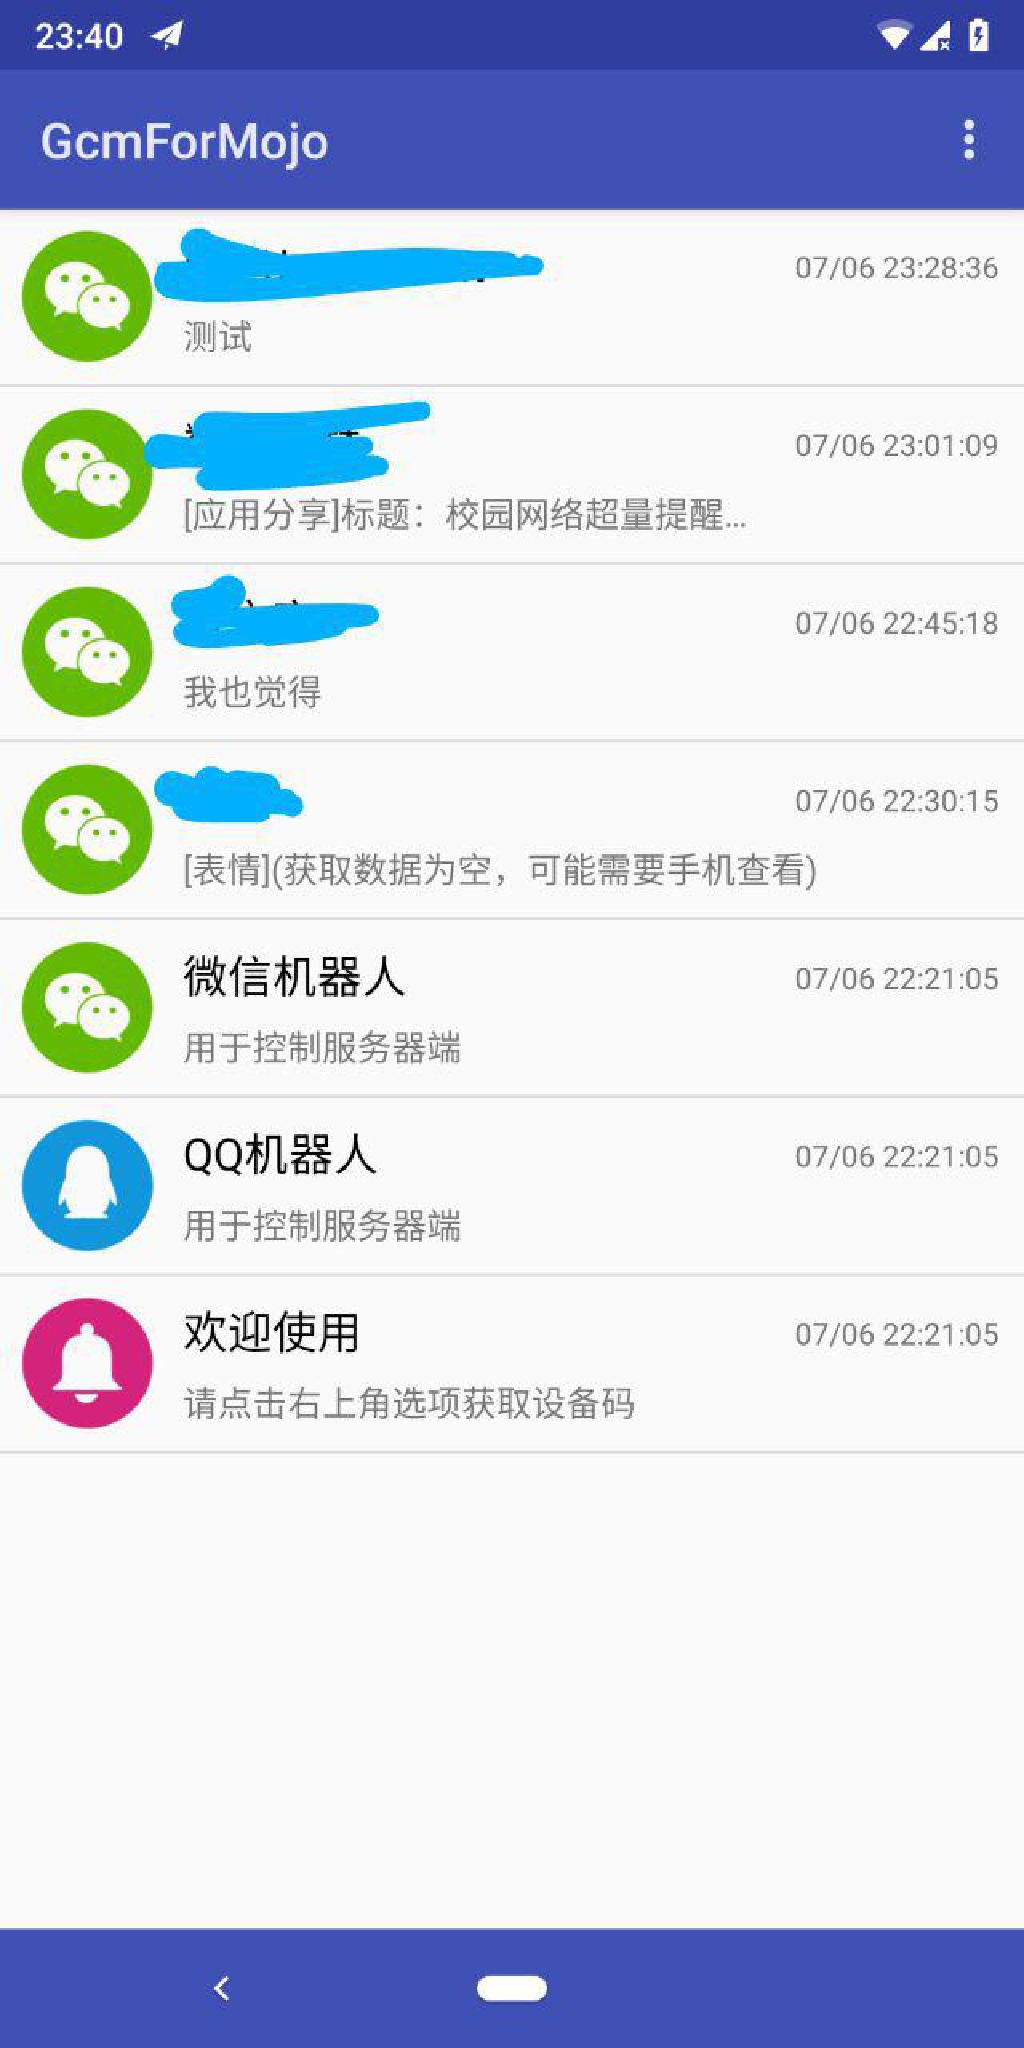 23:40
GcmForMojo
07/06 23:28:36
测试
07/06 23:01:09
[应用分享]标题：校园网络超量提醒...
07/06 22:45:18
我也觉得
07/06 22:30:15
[表情](获取数据为空，可能需要手机查看)
微信机器人
07/06 22:21:05
用于控制服务器端
QQ机器人
07/06 22:21:05
用于控制服务器端
欢迎使用
07/06 22:21:05
请点击右上角选项获取设备码